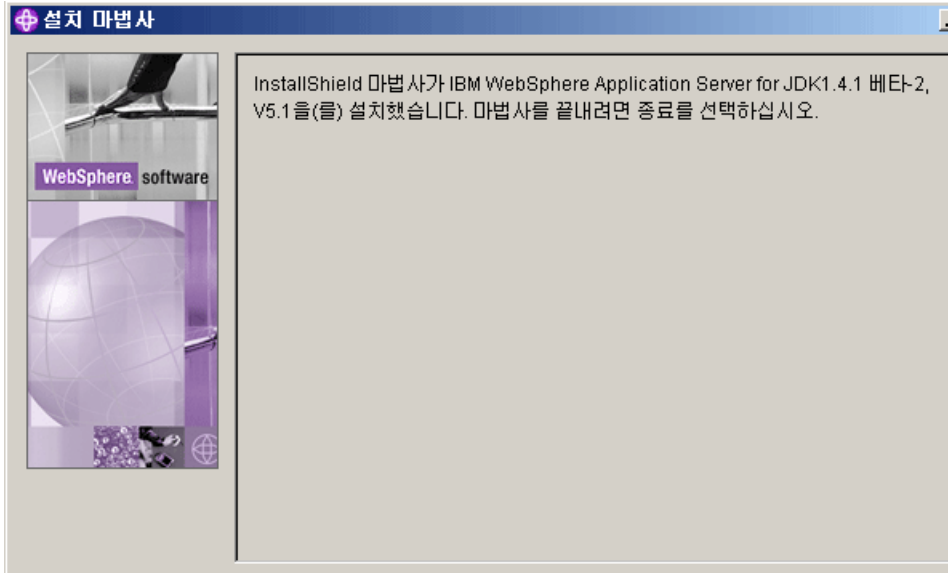 설치 마법사
InstallShield 마법사가 IBM WebSphere Application Server for JDK1.4.1 베타-2,
V5.1을(를) 설치했습니다. 마법사를 끝내려면 종료를 선택하십시오.
WebSphere software